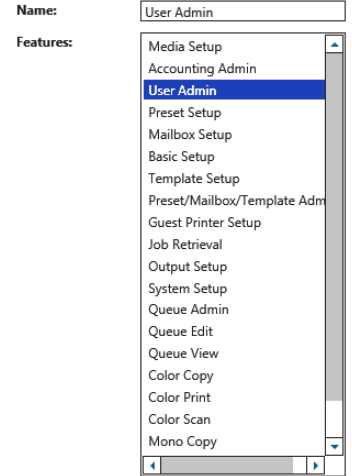 Name:
User Admin
Features:
Media Setup
Accounting Admin
User Admin
Preset Setup
Mailbox Setup
Basic Setup
Template Setup
Preset/Mailbox/Template Adm
Guest Printer Setup
Job Retrieval
Output Setup
System Setup
Queue Admin
Queue Edit
Queue View
Color Copy
Color Print
Color Scan
Mono Copy